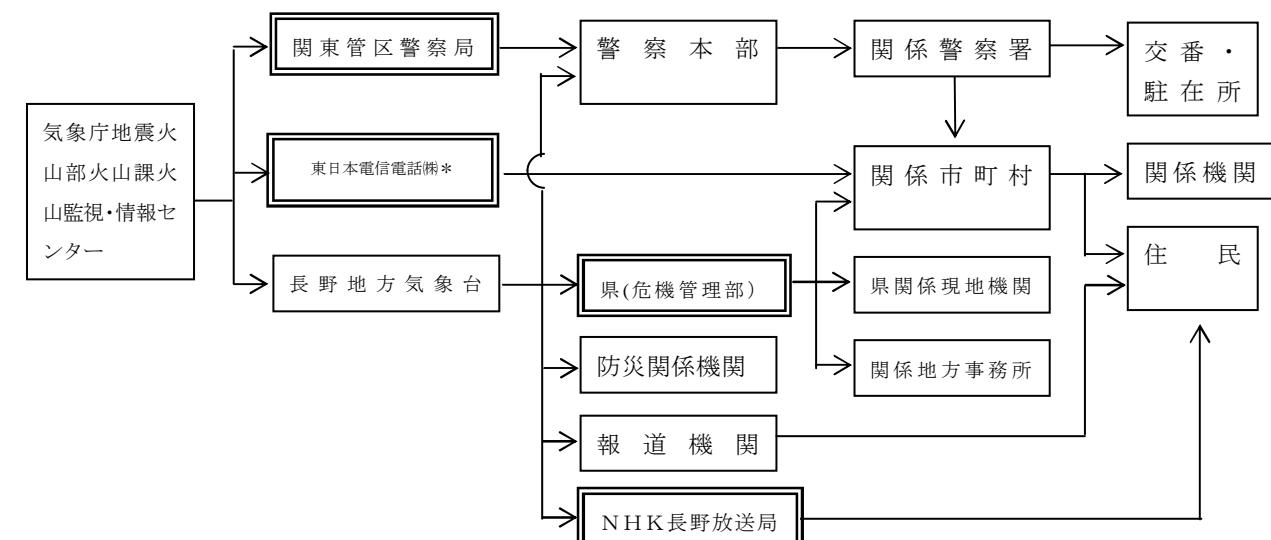 関東管区警察局
警察本部
関係警察署
交番・
駐在所
気象庁地震火
山部火山課火
山監視・情報セ
ンター
東日本電信電話㈱*
関係市町村
関係機関
住民
長野地方気象台
県(危機管理部）
県関係現地機関
防災関係機関
関係地方事務所
報道機関
ＮＨＫ長野放送局